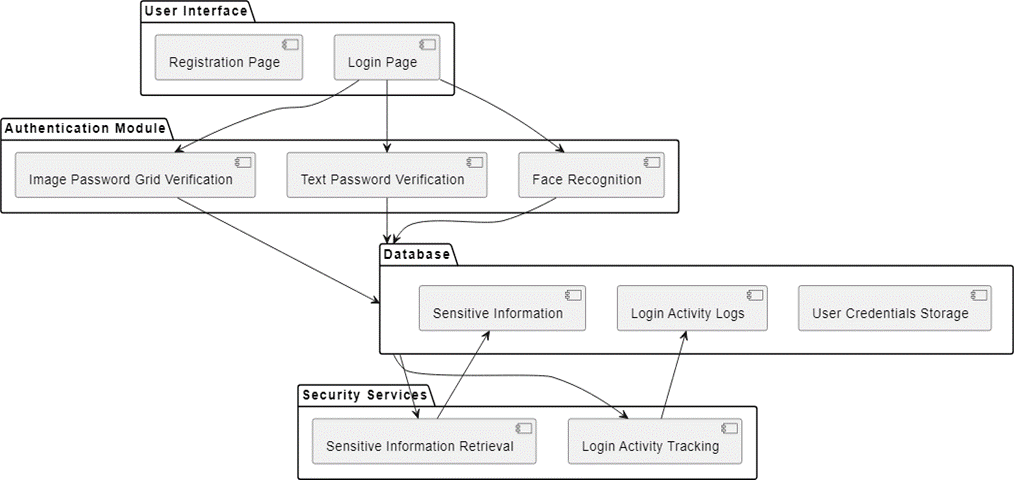 User Interface
Registration Page
Login Page
Authentication Module
Image Password Grid Verification
Text Password Verification
Face Recognition
Database
Sensitive Information
Login Activity Logs
User Credentials Storage
Security Services
Sensitive Information Retrieval
Login Activity Tracking